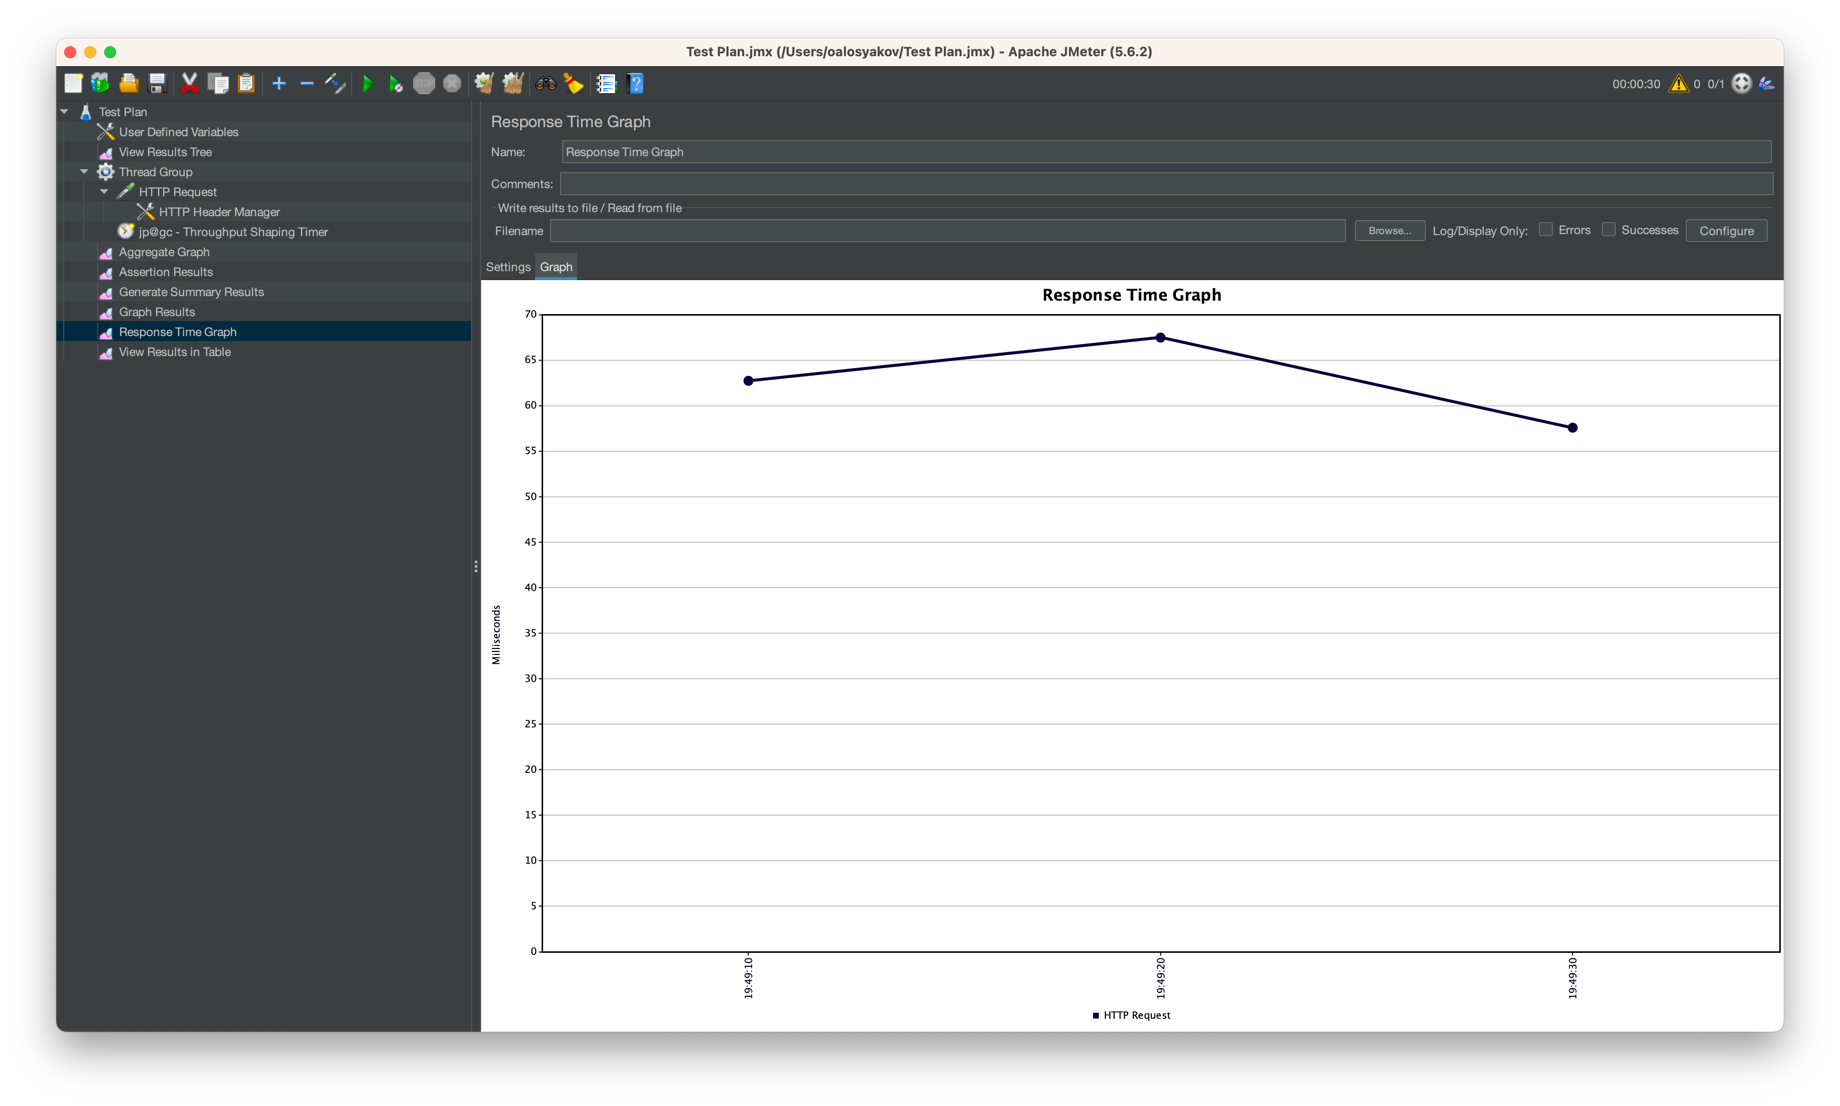 Test Plan.jmx (/Users/oalosyakov/Test Plan.jmx) - Apache JMeter (5.6.2)
STOP
?
00:00:30 0 0/1
Test Plan
User Defined Variables
View Results Tree
Thread Group
HTTP Request
HTTP Header Manager
jp@gc - Throughput Shaping Timer
Aggregate Graph
Assertion Results
Generate Summary Results
Graph Results
Response Time Graph
View Results in Table
Response Time Graph
Name: Response Time Graph
Comments:
Write results to file / Read from file
Filename Browse... Log/Display Only: Errors Successes Configure
Settings Graph
Response Time Graph
70
65
60
55
50
45
40
35
30
25
20
15
10
5
0
Milliseconds
19:49:10 19:49:20 19:49:30
HTTP Request